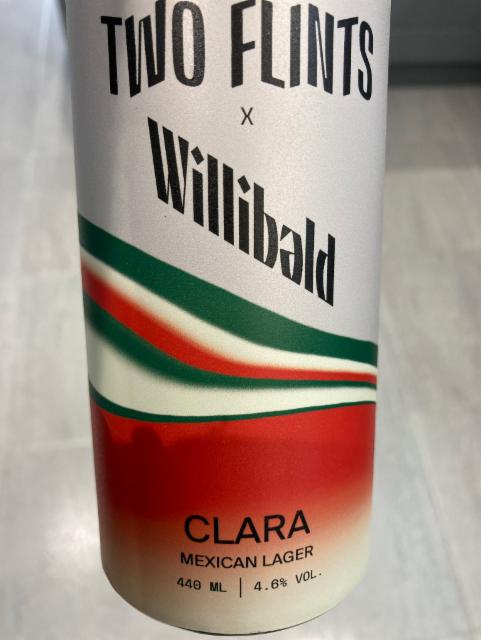 TWO FLINTS
X
Willibald
CLARA
MEXICAN LAGER
440 ML | 4.6% VOL.